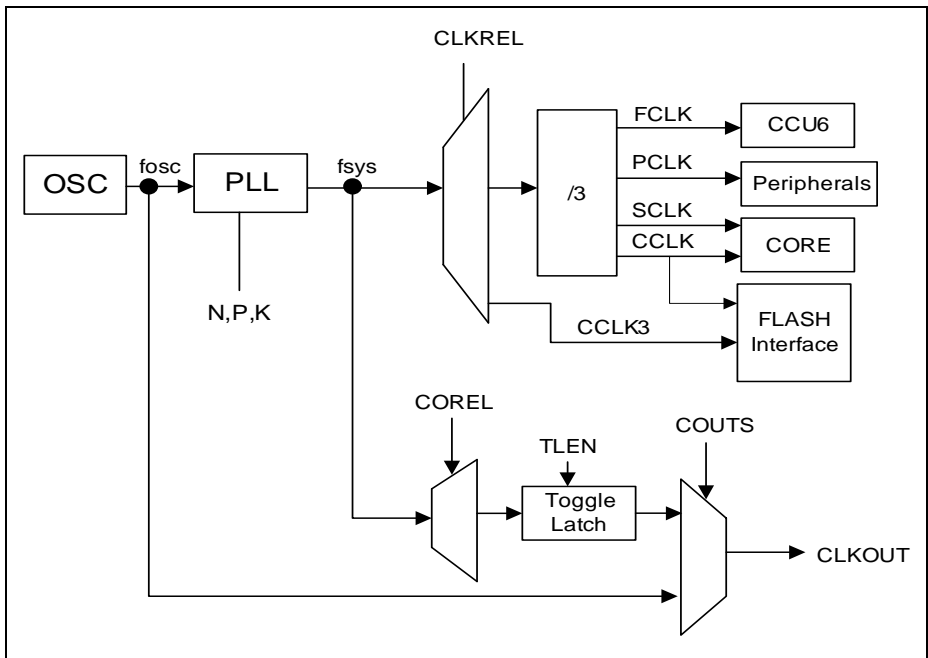 CLKREL
FCLK
CCU6
fosc
fsys
OSC
PLL
/3
PCLK
Peripherals
SCLK
CCLK
CORE
N,P,K
CCLK3
FLASH
Interface
COREL
TLEN
COUTS
Toggle
Latch
CLKOUT